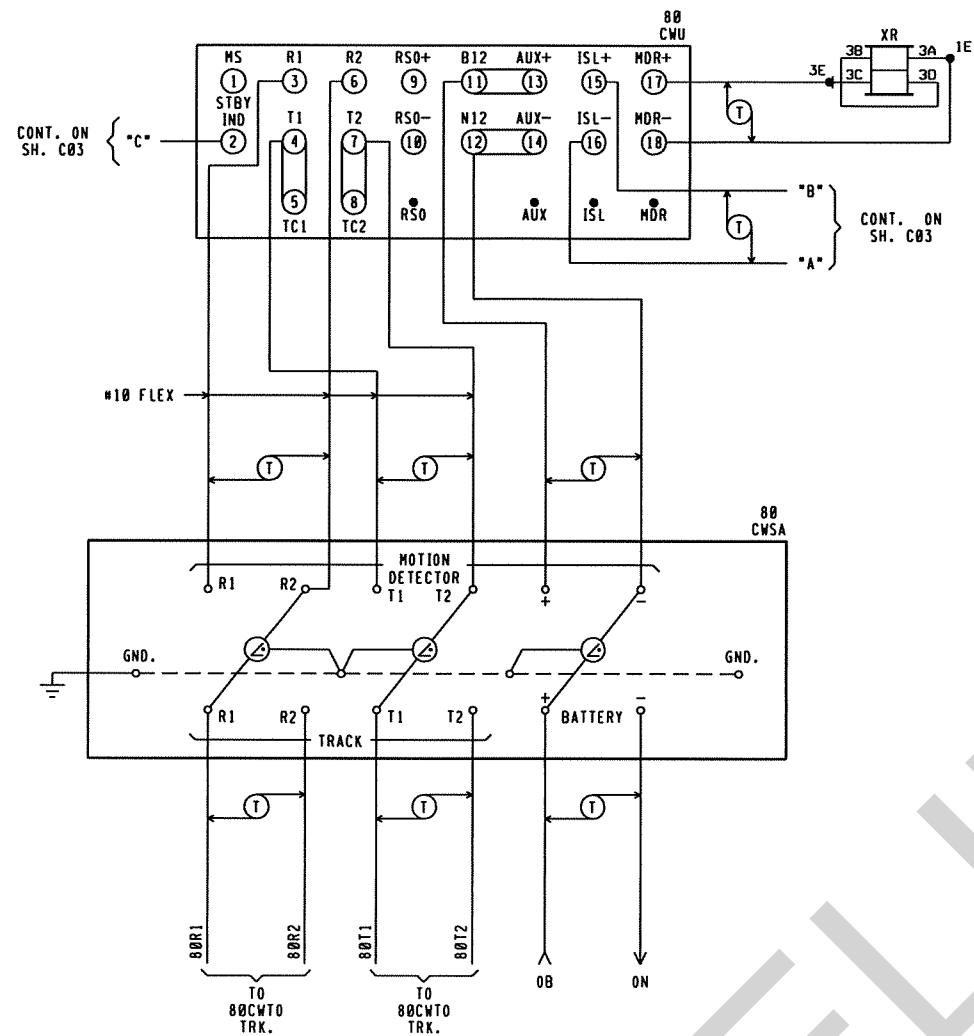 80
CWU
MS R1 R2 RSO+ B12 AUX+ ISL+ MDR+
1 3 6 9 11 13 15 17
STBY
IND T1 T2 RSO- N12 AUX- ISL- MDR-
2 4 7 10 12 14 16 18
5 8
TC1 TC2
RSO AUX ISL MDR
XR
3B 3A 1E
3E 3C 3D
T
CONT. ON
SH. C03
"C"
"B"
T
"A"
CONT. ON
SH. C03
#10 FLEX
T T T
80
CWSA
MOTION
DETECTOR
R1 R2 T1 T2 + -
GND. GND.
R1 R2 T1 T2 + BATTERY -
TRACK
T T T
80R1 80R2 80T1 80T2
OB ON
TO
80CWTO
TRK.
TO
80CWTO
TRK.